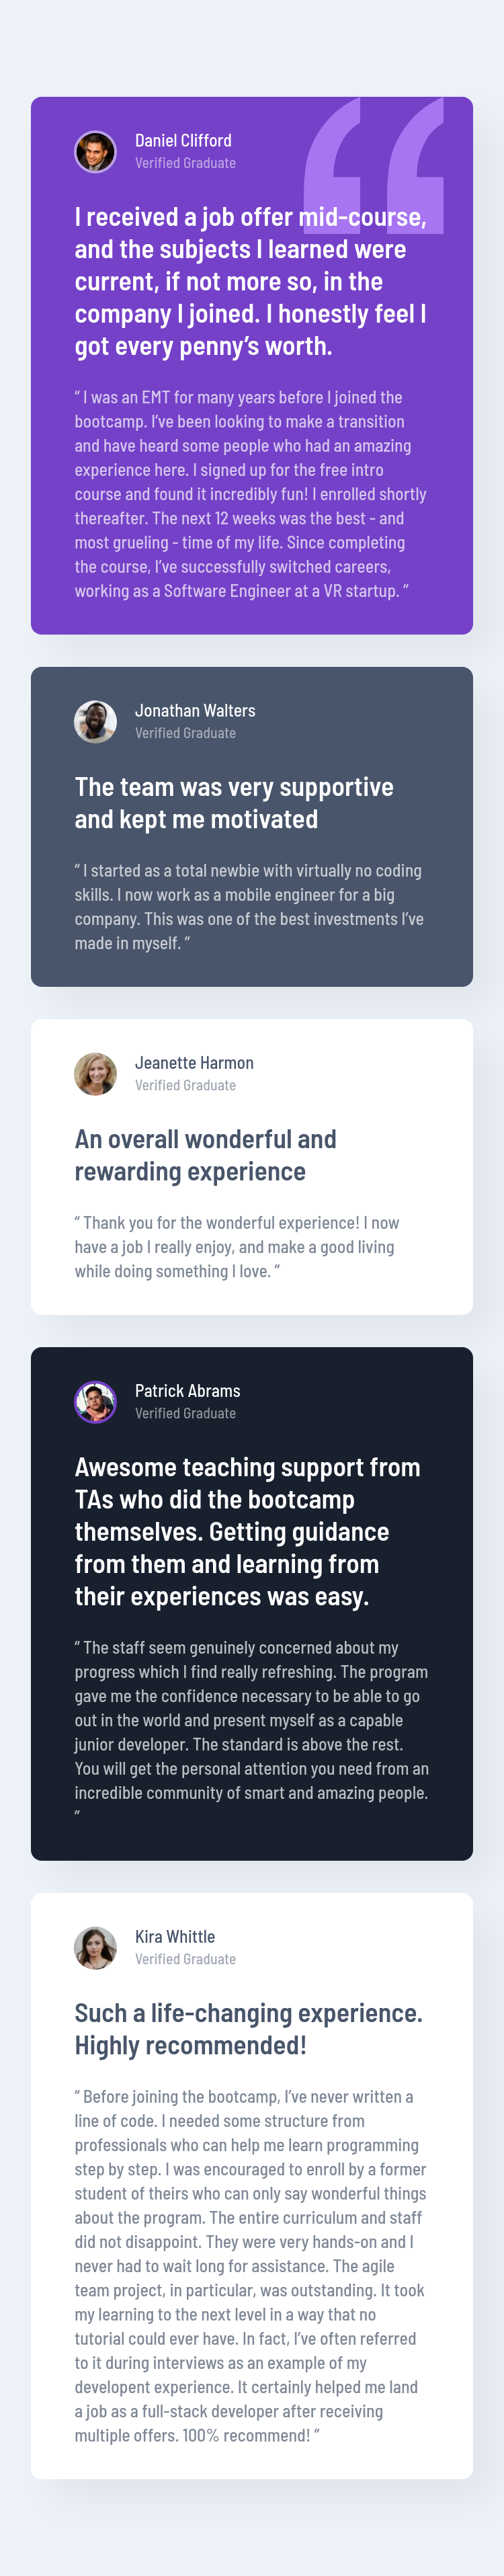 Daniel Clifford
Verified Graduate
I received a job offer mid-course,
and the subjects I learned were
current, if not more so, in the
company I joined. I honestly feel I
got every penny’s worth.
“ I was an EMT for many years before I joined the
bootcamp. I’ve been looking to make a transition
and have heard some people who had an amazing
experience here. I signed up for the free intro
course and found it incredibly fun! I enrolled shortly
thereafter. The next 12 weeks was the best - and
most grueling - time of my life. Since completing
the course, I’ve successfully switched careers,
working as a Software Engineer at a VR startup. ”
Jonathan Walters
Verified Graduate
The team was very supportive
and kept me motivated
“ I started as a total newbie with virtually no coding
skills. I now work as a mobile engineer for a big
company. This was one of the best investments I’ve
made in myself. ”
Jeanette Harmon
Verified Graduate
An overall wonderful and
rewarding experience
“ Thank you for the wonderful experience! I now
have a job I really enjoy, and make a good living
while doing something I love. ”
Patrick Abrams
Verified Graduate
Awesome teaching support from
TAs who did the bootcamp
themselves. Getting guidance
from them and learning from
their experiences was easy.
“ The staff seem genuinely concerned about my
progress which I find really refreshing. The program
gave me the confidence necessary to be able to go
out in the world and present myself as a capable
junior developer. The standard is above the rest.
You will get the personal attention you need from an
incredible community of smart and amazing people.
”
Kira Whittle
Verified Graduate
Such a life-changing experience.
Highly recommended!
“ Before joining the bootcamp, I’ve never written a
line of code. I needed some structure from
professionals who can help me learn programming
step by step. I was encouraged to enroll by a former
student of theirs who can only say wonderful things
about the program. The entire curriculum and staff
did not disappoint. They were very hands-on and I
never had to wait long for assistance. The agile
team project, in particular, was outstanding. It took
my learning to the next level in a way that no
tutorial could ever have. In fact, I’ve often referred
to it during interviews as an example of my
developent experience. It certainly helped me land
a job as a full-stack developer after receiving
multiple offers. 100% recommend! ”